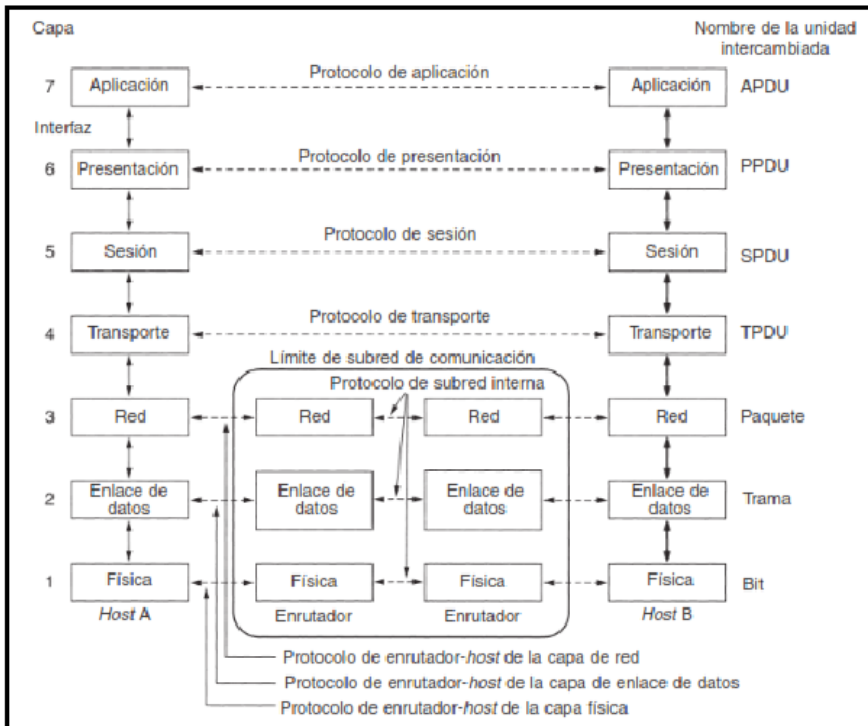 Capa
Nombre de la unidad
intercambiada
7 Aplicación Protocolo de aplicación Aplicación APDU
Interfaz
6 Presentación Protocolo de presentación Presentación PPDU
5 Sesión Protocolo de sesión Sesión SPDU
4 Transporte Protocolo de transporte Transporte TPDU
Límite de subred de comunicación
Protocolo de subred interna
3 Red Red Red Red Paquete
2 Enlace de datos Enlace de datos Enlace de datos Enlace de datos Trama
1 Física Física Física Física Bit
Host A Enrutador Enrutador Host B
Protocolo de enrutador-host de la capa de red
Protocolo de enrutador-host de la capa de enlace de datos
Protocolo de enrutador-host de la capa física